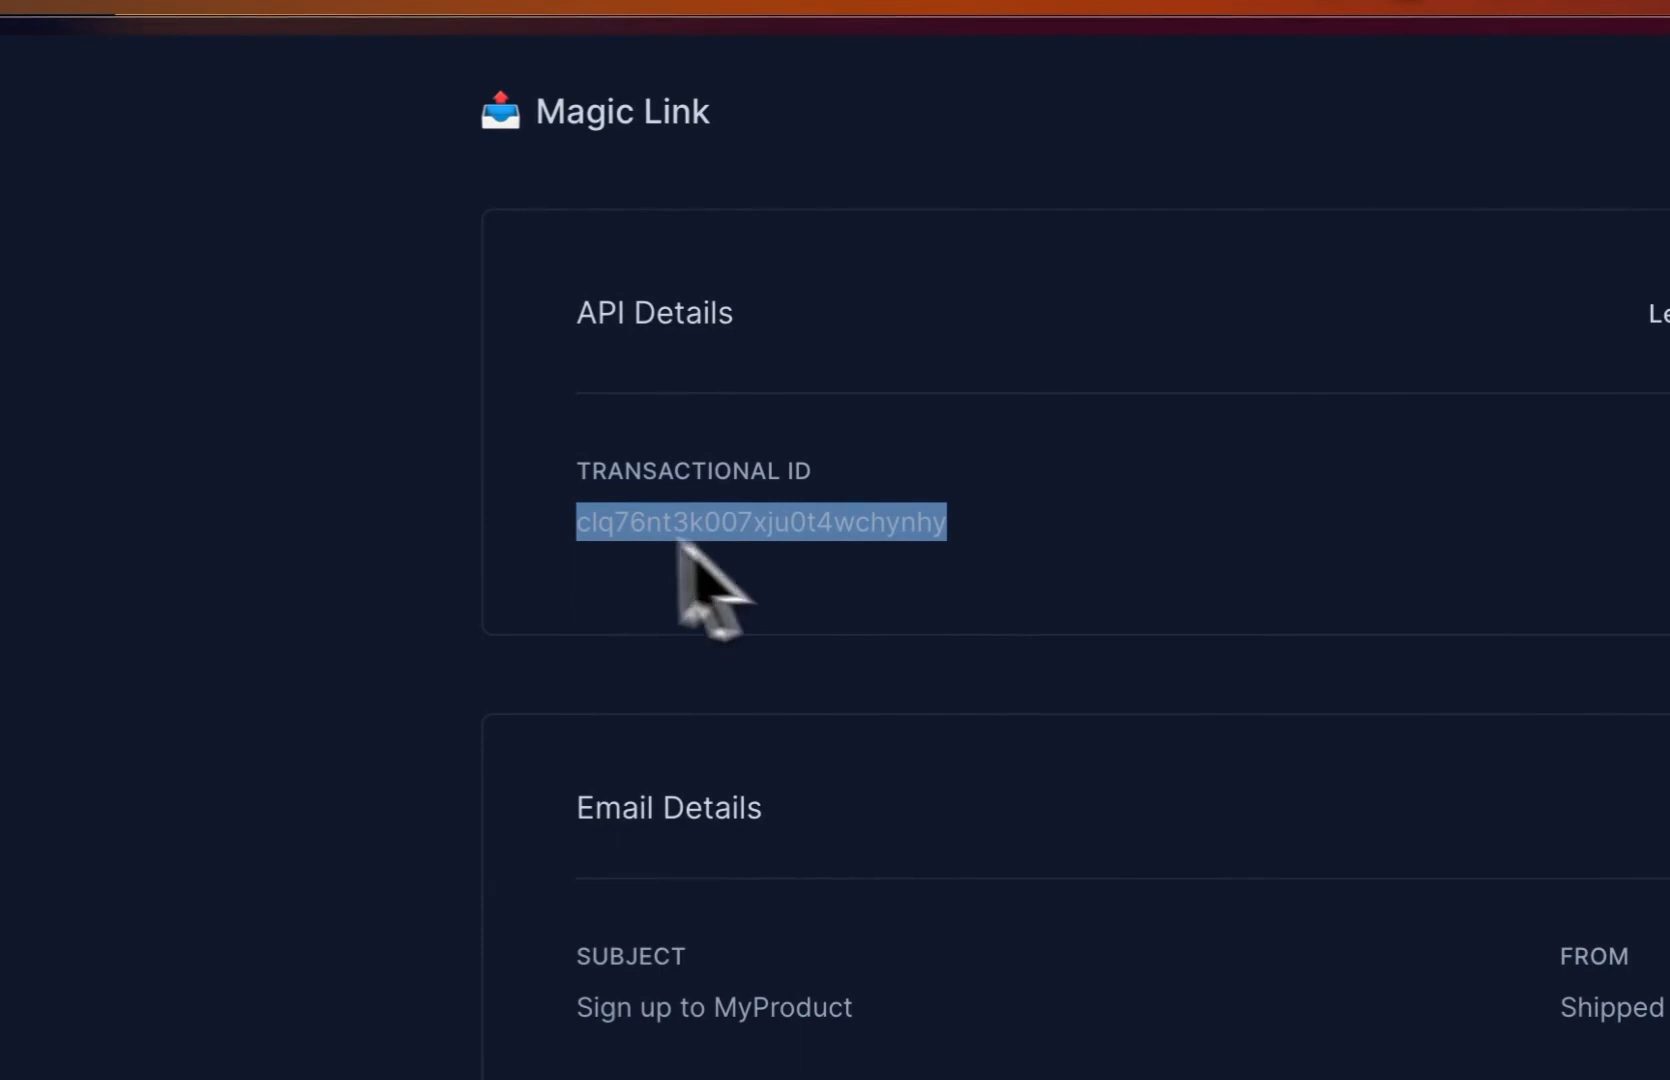 Magic Link
API Details
Le
TRANSACTIONAL ID
clq76nt3k007xju0t4wchynhy
Email Details
SUBJECT
FROM
Sign up to MyProduct
Shipped